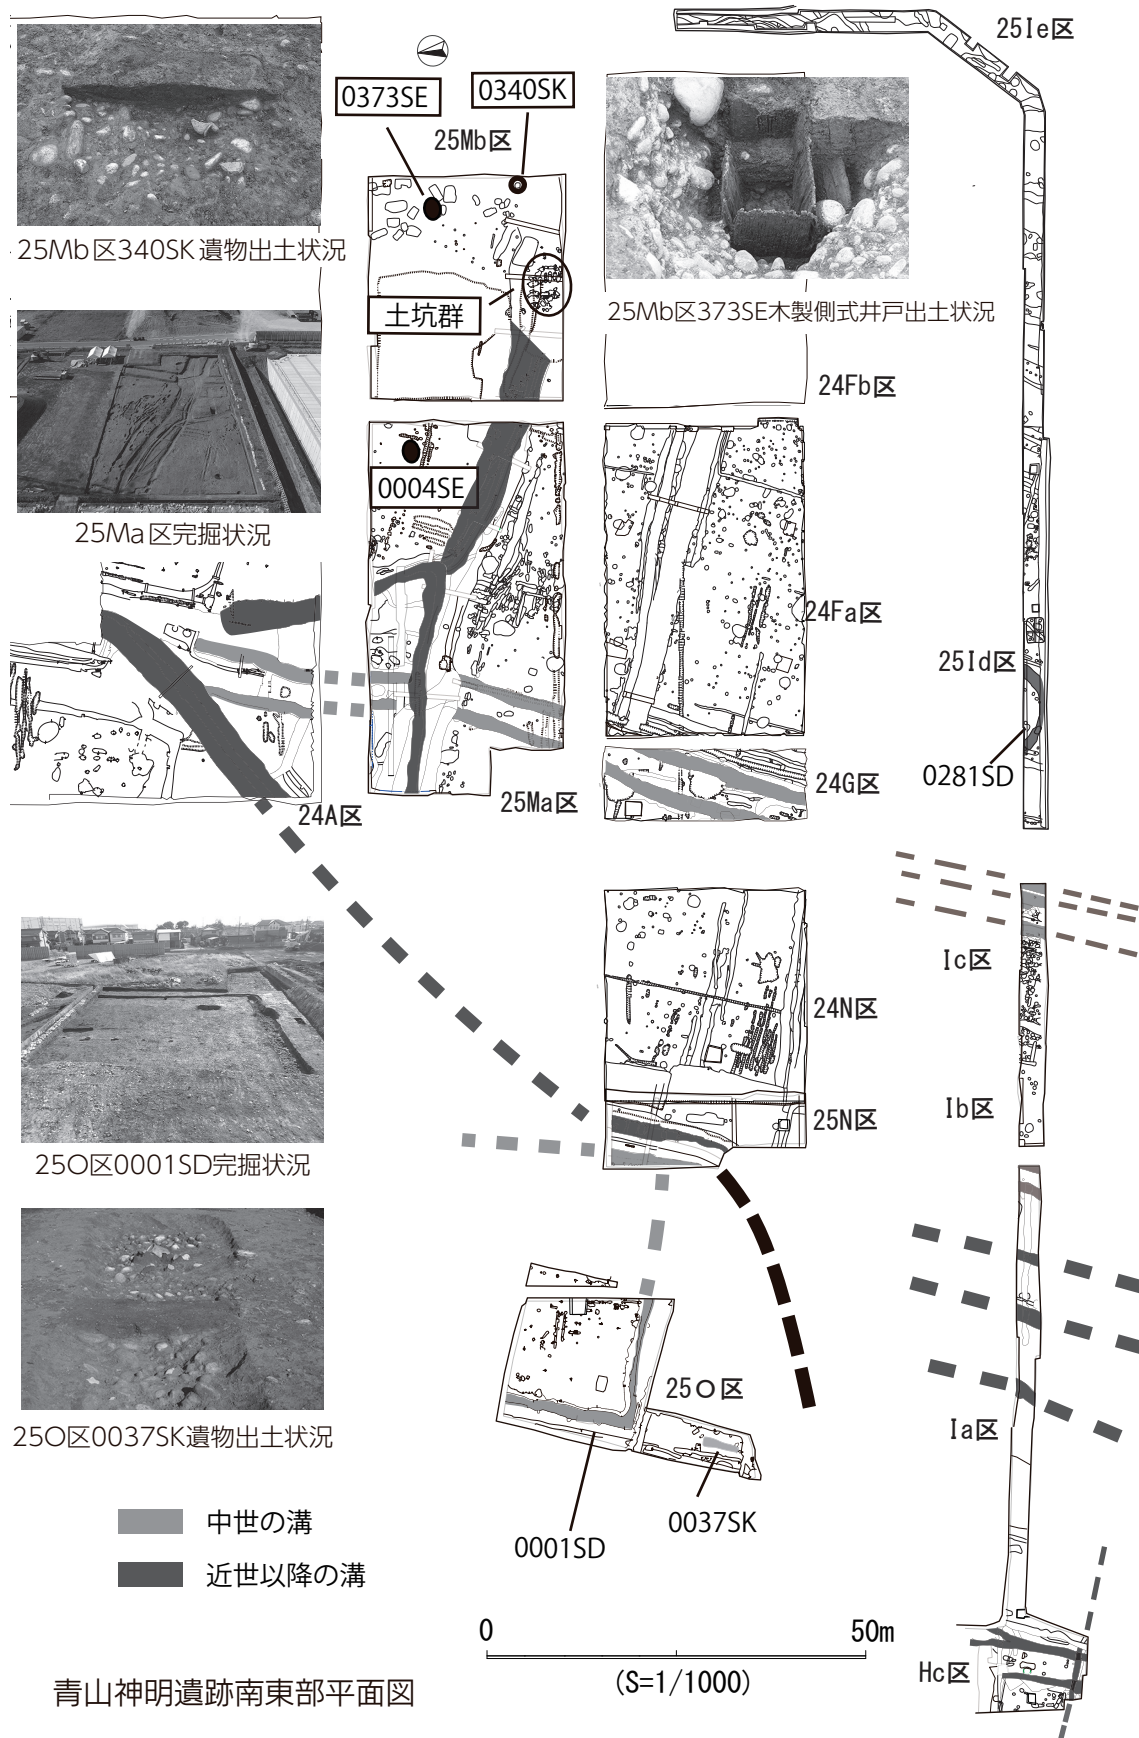 25Ie区
0373SE
0340SK
25Mb区
25Mb区340SK遺物出土状況
土坑群
25Mb区373SE木製側式井戸出土状況
24Fb区
0004SE
25Ma区完掘状況
24Fa区
25Id区
0281SD
24A区
25Ma区
24G区
Ic区
24N区
Ib区
25N区
25O区0001SD完掘状況
25O区
Ia区
25O区0037SK遺物出土状況
0037SK
0001SD
中世の溝
近世以降の溝
0
50m
(S=1/1000)
Hc区
青山神明遺跡南東部平面図